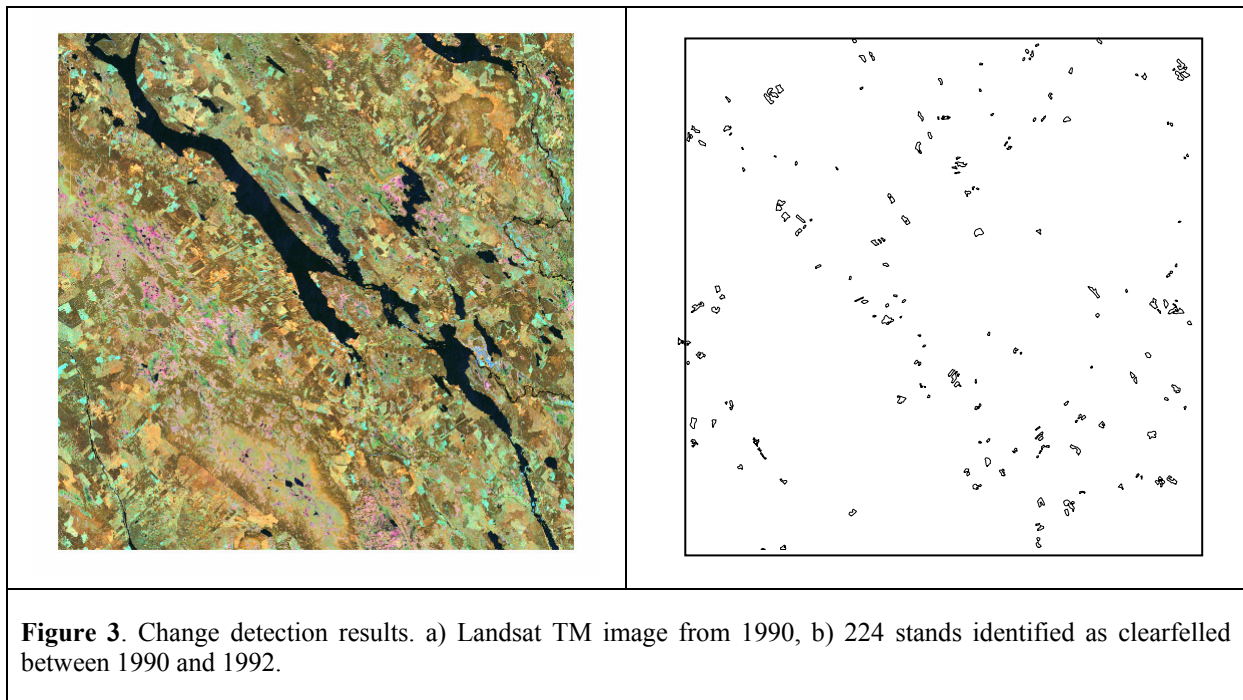 Figure 3. Change detection results. a) Landsat TM image from 1990, b) 224 stands identified as clearfelled
between 1990 and 1992.